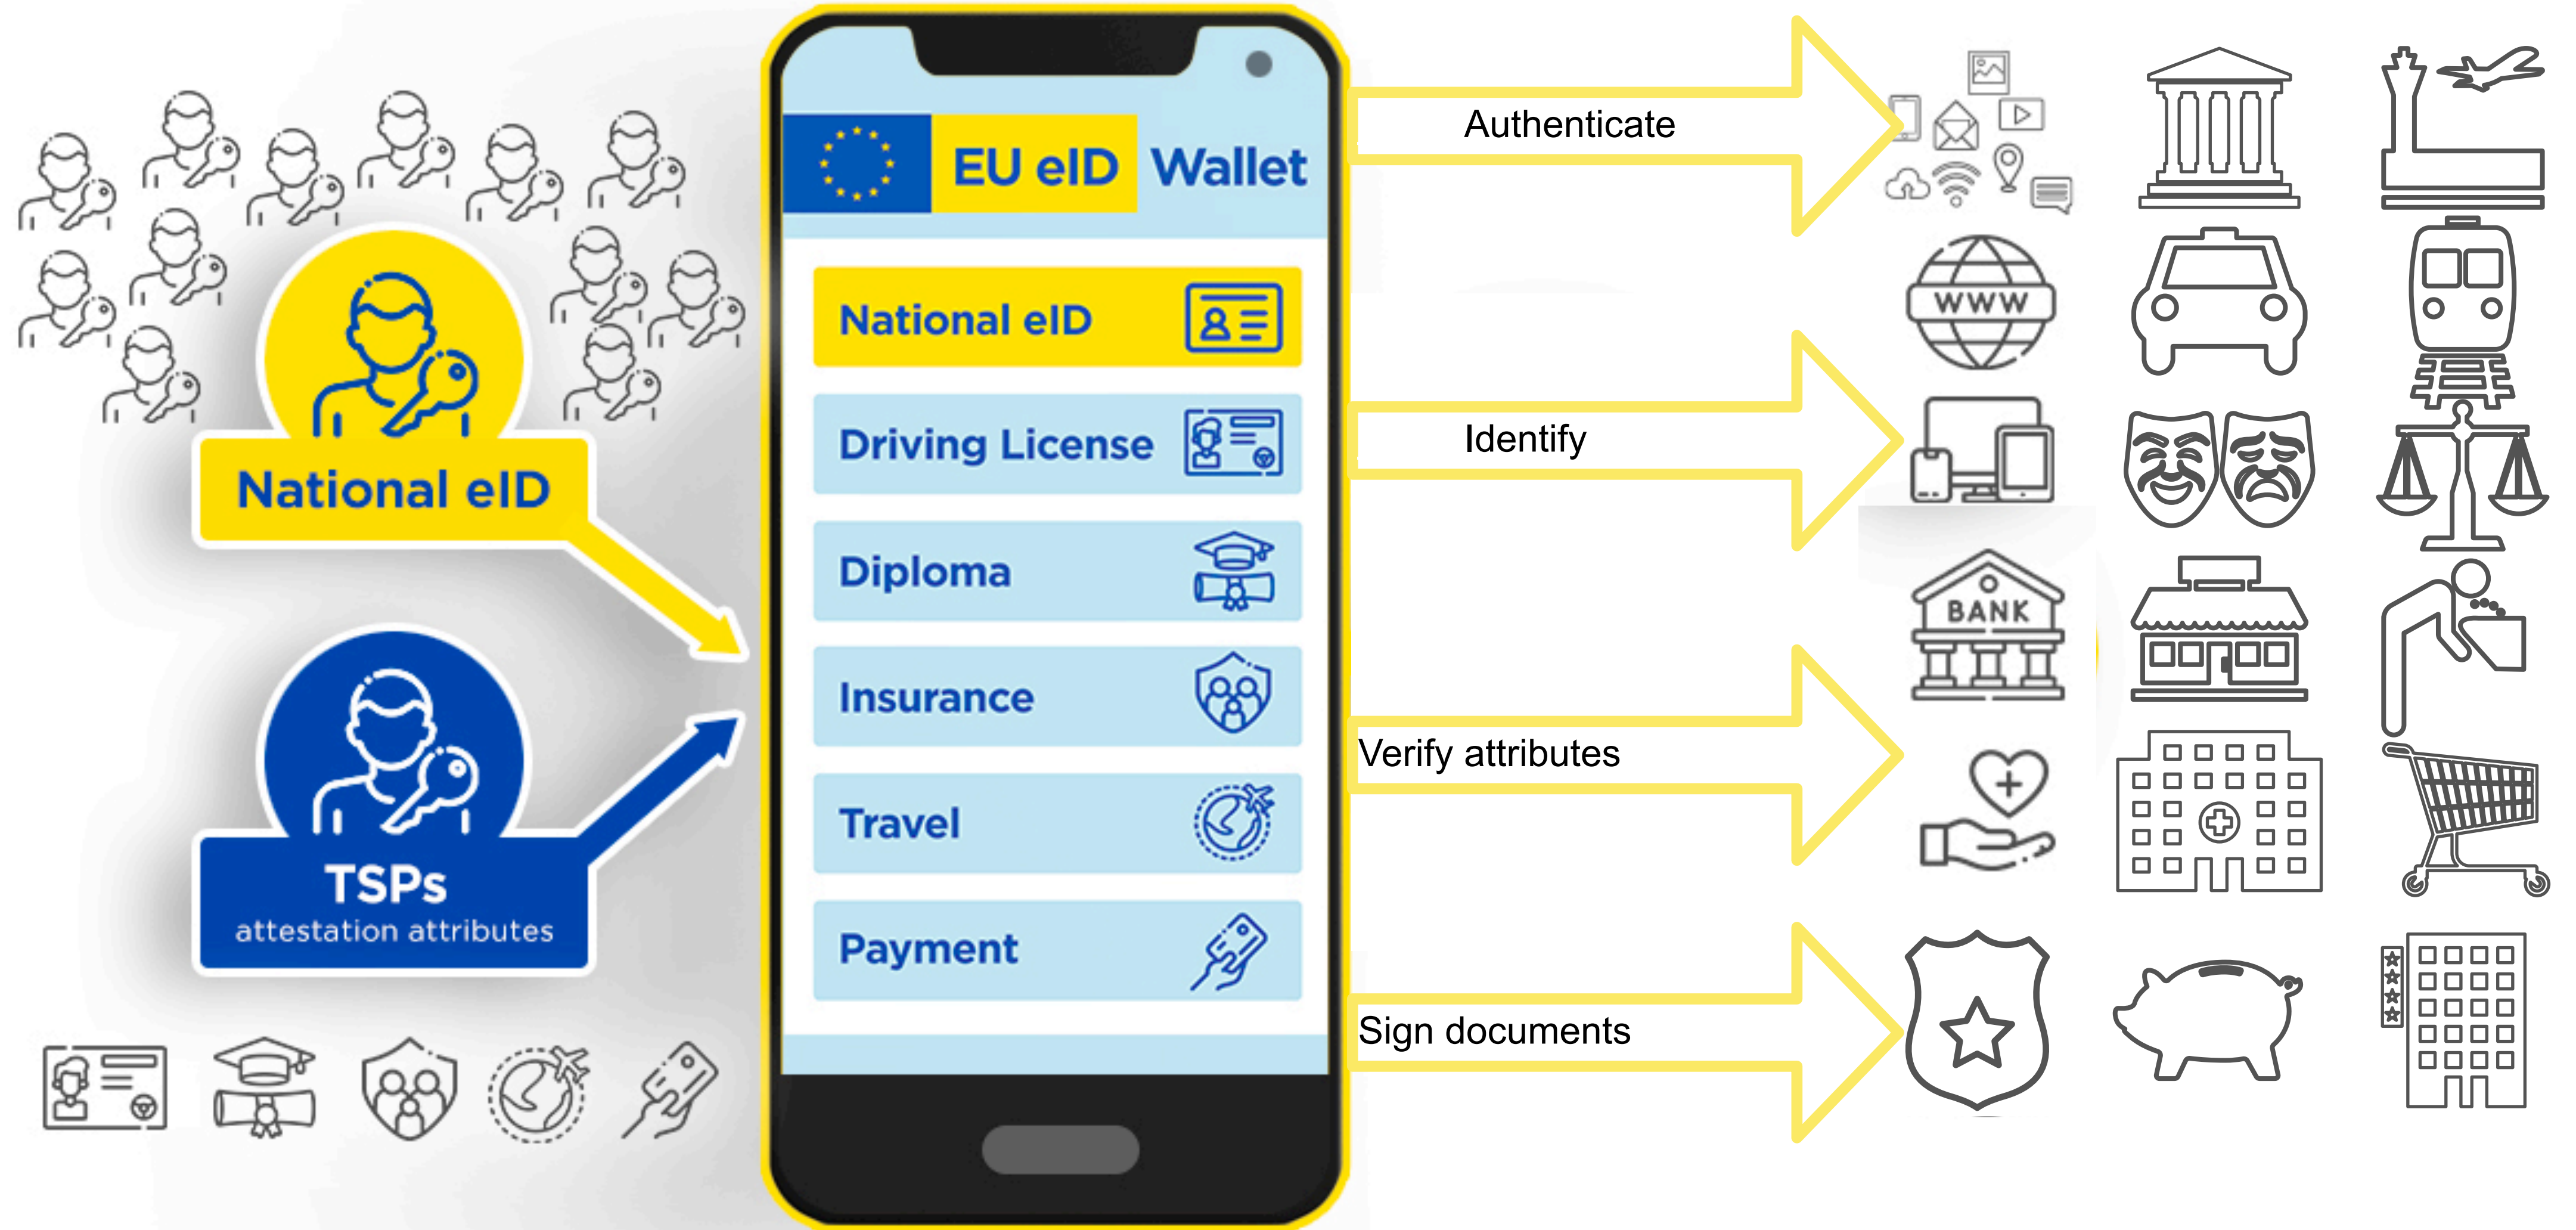 National eID
TSPs
attestation attributes
EU eID Wallet
National eID
Driving License
Diploma
Insurance
Travel
Payment
Authenticate
Identify
Verify attributes
Sign documents
WWW
BANK